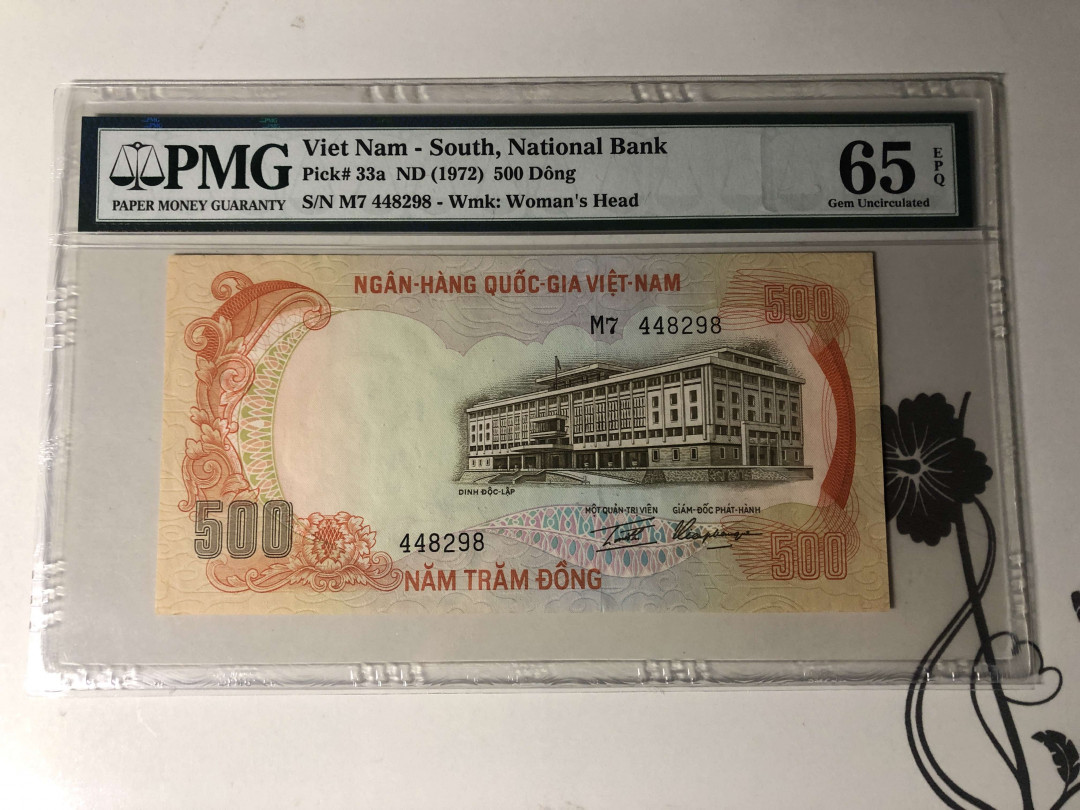 PMG
PAPER MONEY GUARANTY
Viet Nam - South, National Bank
Pick# 33a ND (1972) 500 Dông
S/N M7 448298 - Wmk: Woman's Head
65
EPQ
Gem Uncirculated
NGÂN-HÀNG QUỐC-GIA VIỆT-NAM
500
M7 448298
DINH ĐỘC-LẬP
MỘT QUẢN-TRỊ VIÊN GIÁM-ĐỐC PHÁT-HÀNH
500
448298
500
NĂM TRĂM ĐỒNG